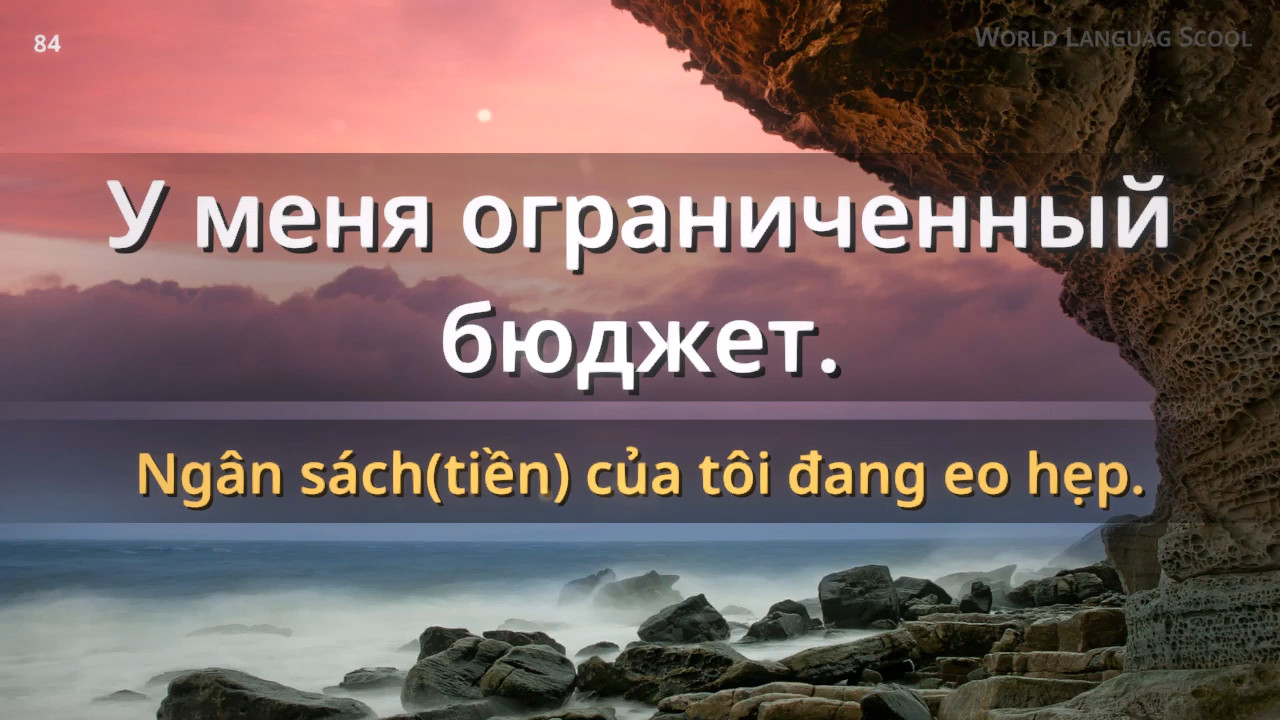 84
WORLD LANGUAG SCOOL
У меня ограниченный
бюджет.
Ngân sách(tiền) của tôi đang eo hẹp.